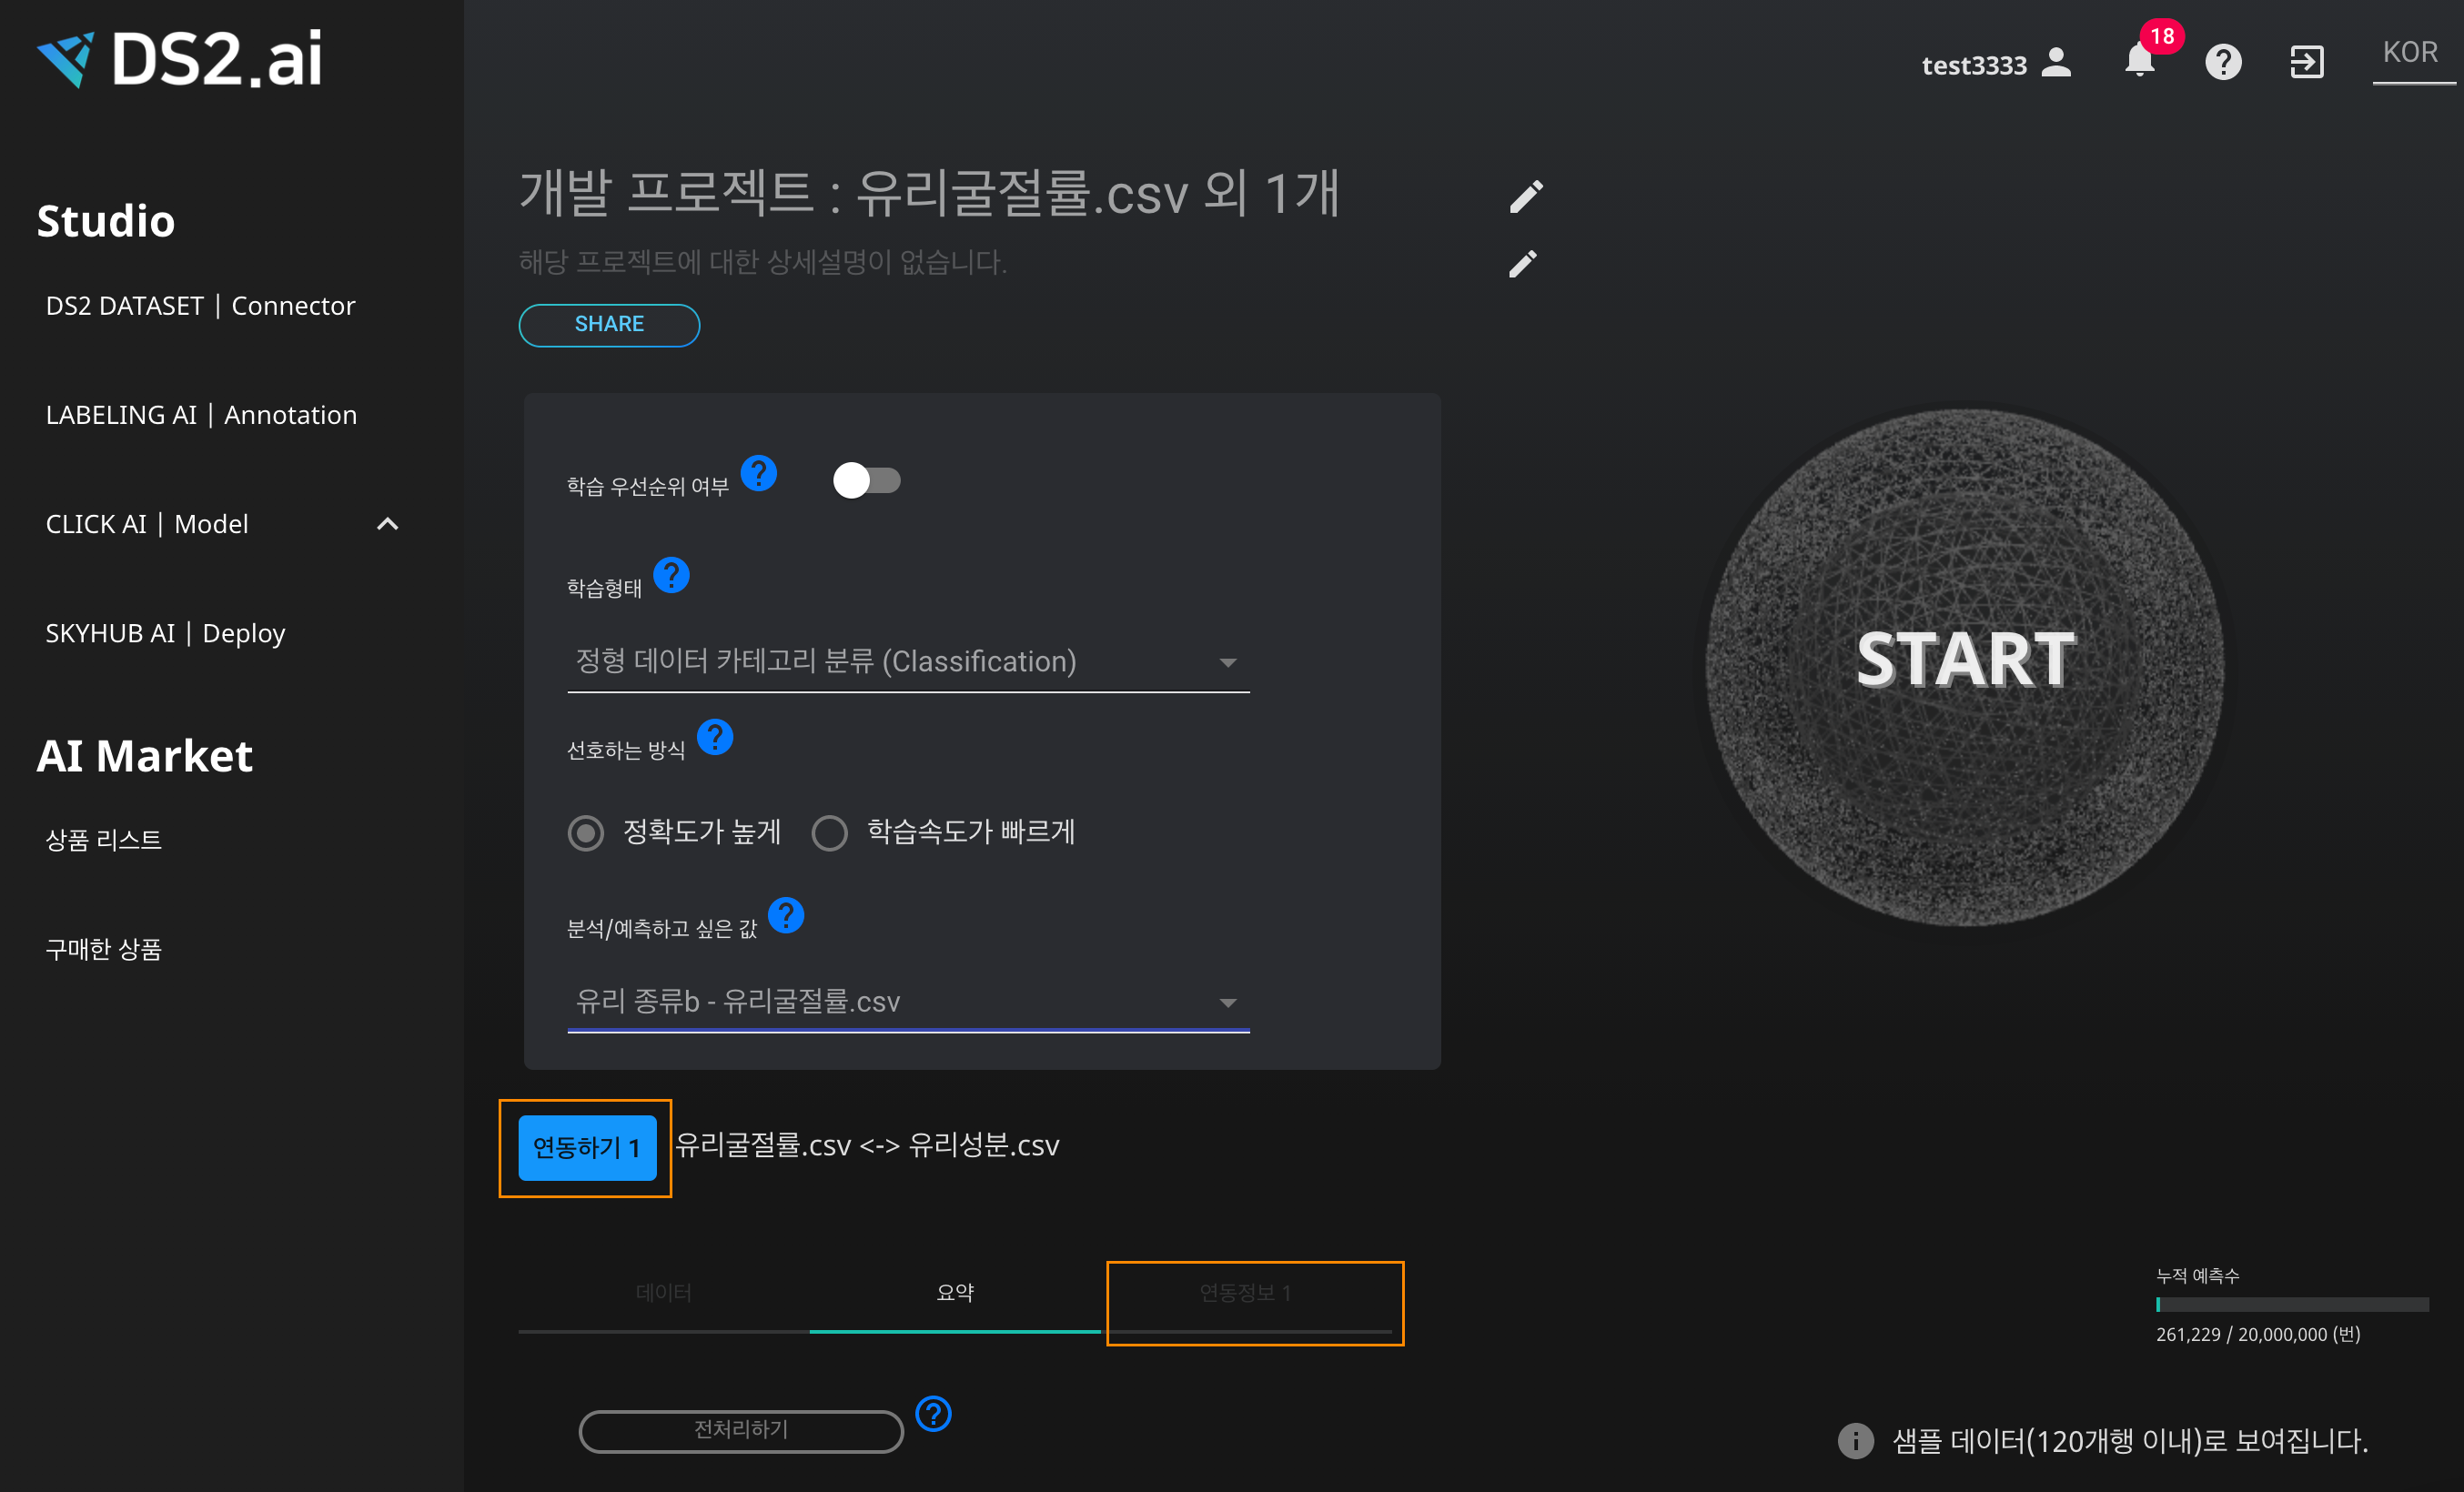 DS2.ai
test3333
18
KOR
Studio
DS2 DATASET | Connector
LABELING AI | Annotation
CLICK AI | Model
SKYHUB AI | Deploy
AI Market
상품 리스트
구매한 상품
개발 프로젝트 : 유리굴절률.csv 외 1개
해당 프로젝트에 대한 상세설명이 없습니다.
SHARE
학습 우선순위 여부 ?
학습형태 ?
정형 데이터 카테고리 분류 (Classification)
선호하는 방식 ?
정확도가 높게 학습속도가 빠르게
분석/예측하고 싶은 값 ?
유리 종류b - 유리굴절률.csv
START
연동하기 1 유리굴절률.csv <-> 유리성분.csv
데이터 요약 연동정보 1
누적 예측수
261,229 / 20,000,000 (번)
전처리하기 ?
샘플 데이터(120개행 이내)로 보여집니다.